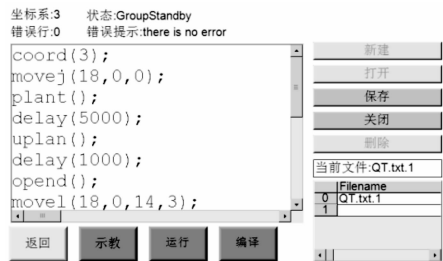 坐标系:3 状态:GroupStandby
错误行:0 错误提示:there is no error
coord(3);
movej(18,0,0);
plant();
delay(5000);
uplan();
delay(1000);
opend();
movel(18,0,14,3);
新建
打开
保存
关闭
删除
当前文件:QT.txt.1
Filename
0 QT.txt.1
1
返回 示教 运行 编译